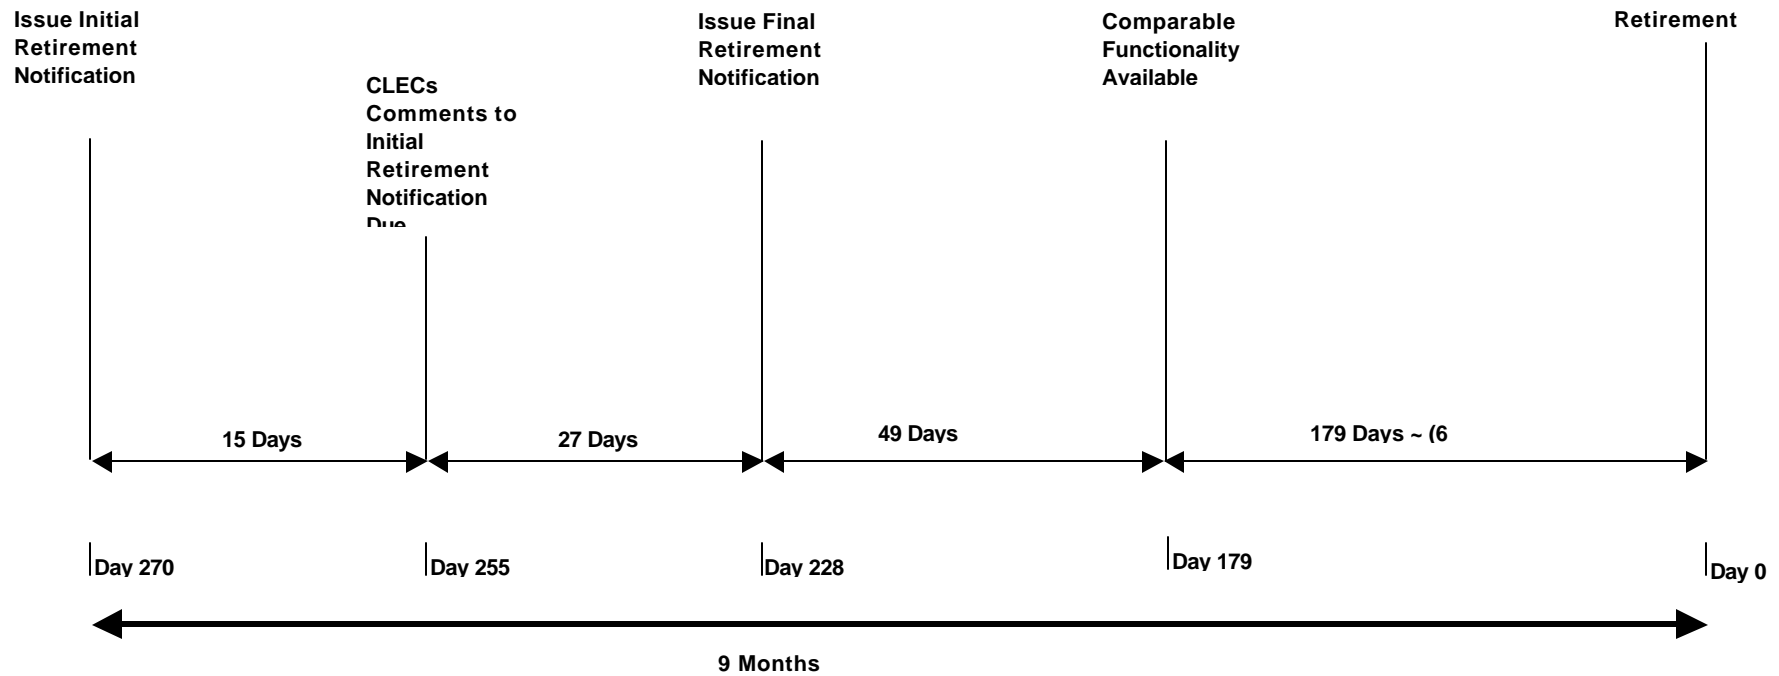 Issue Initial
Retirement
Notification
CLECs
Comments to
Initial
Retirement
Notification
Due
Issue Final
Retirement
Notification
Comparable
Functionality
Available
Retirement
15 Days
27 Days
49 Days
179 Days ~ (6
Day 270
Day 255
Day 228
Day 179
Day 0
9 Months